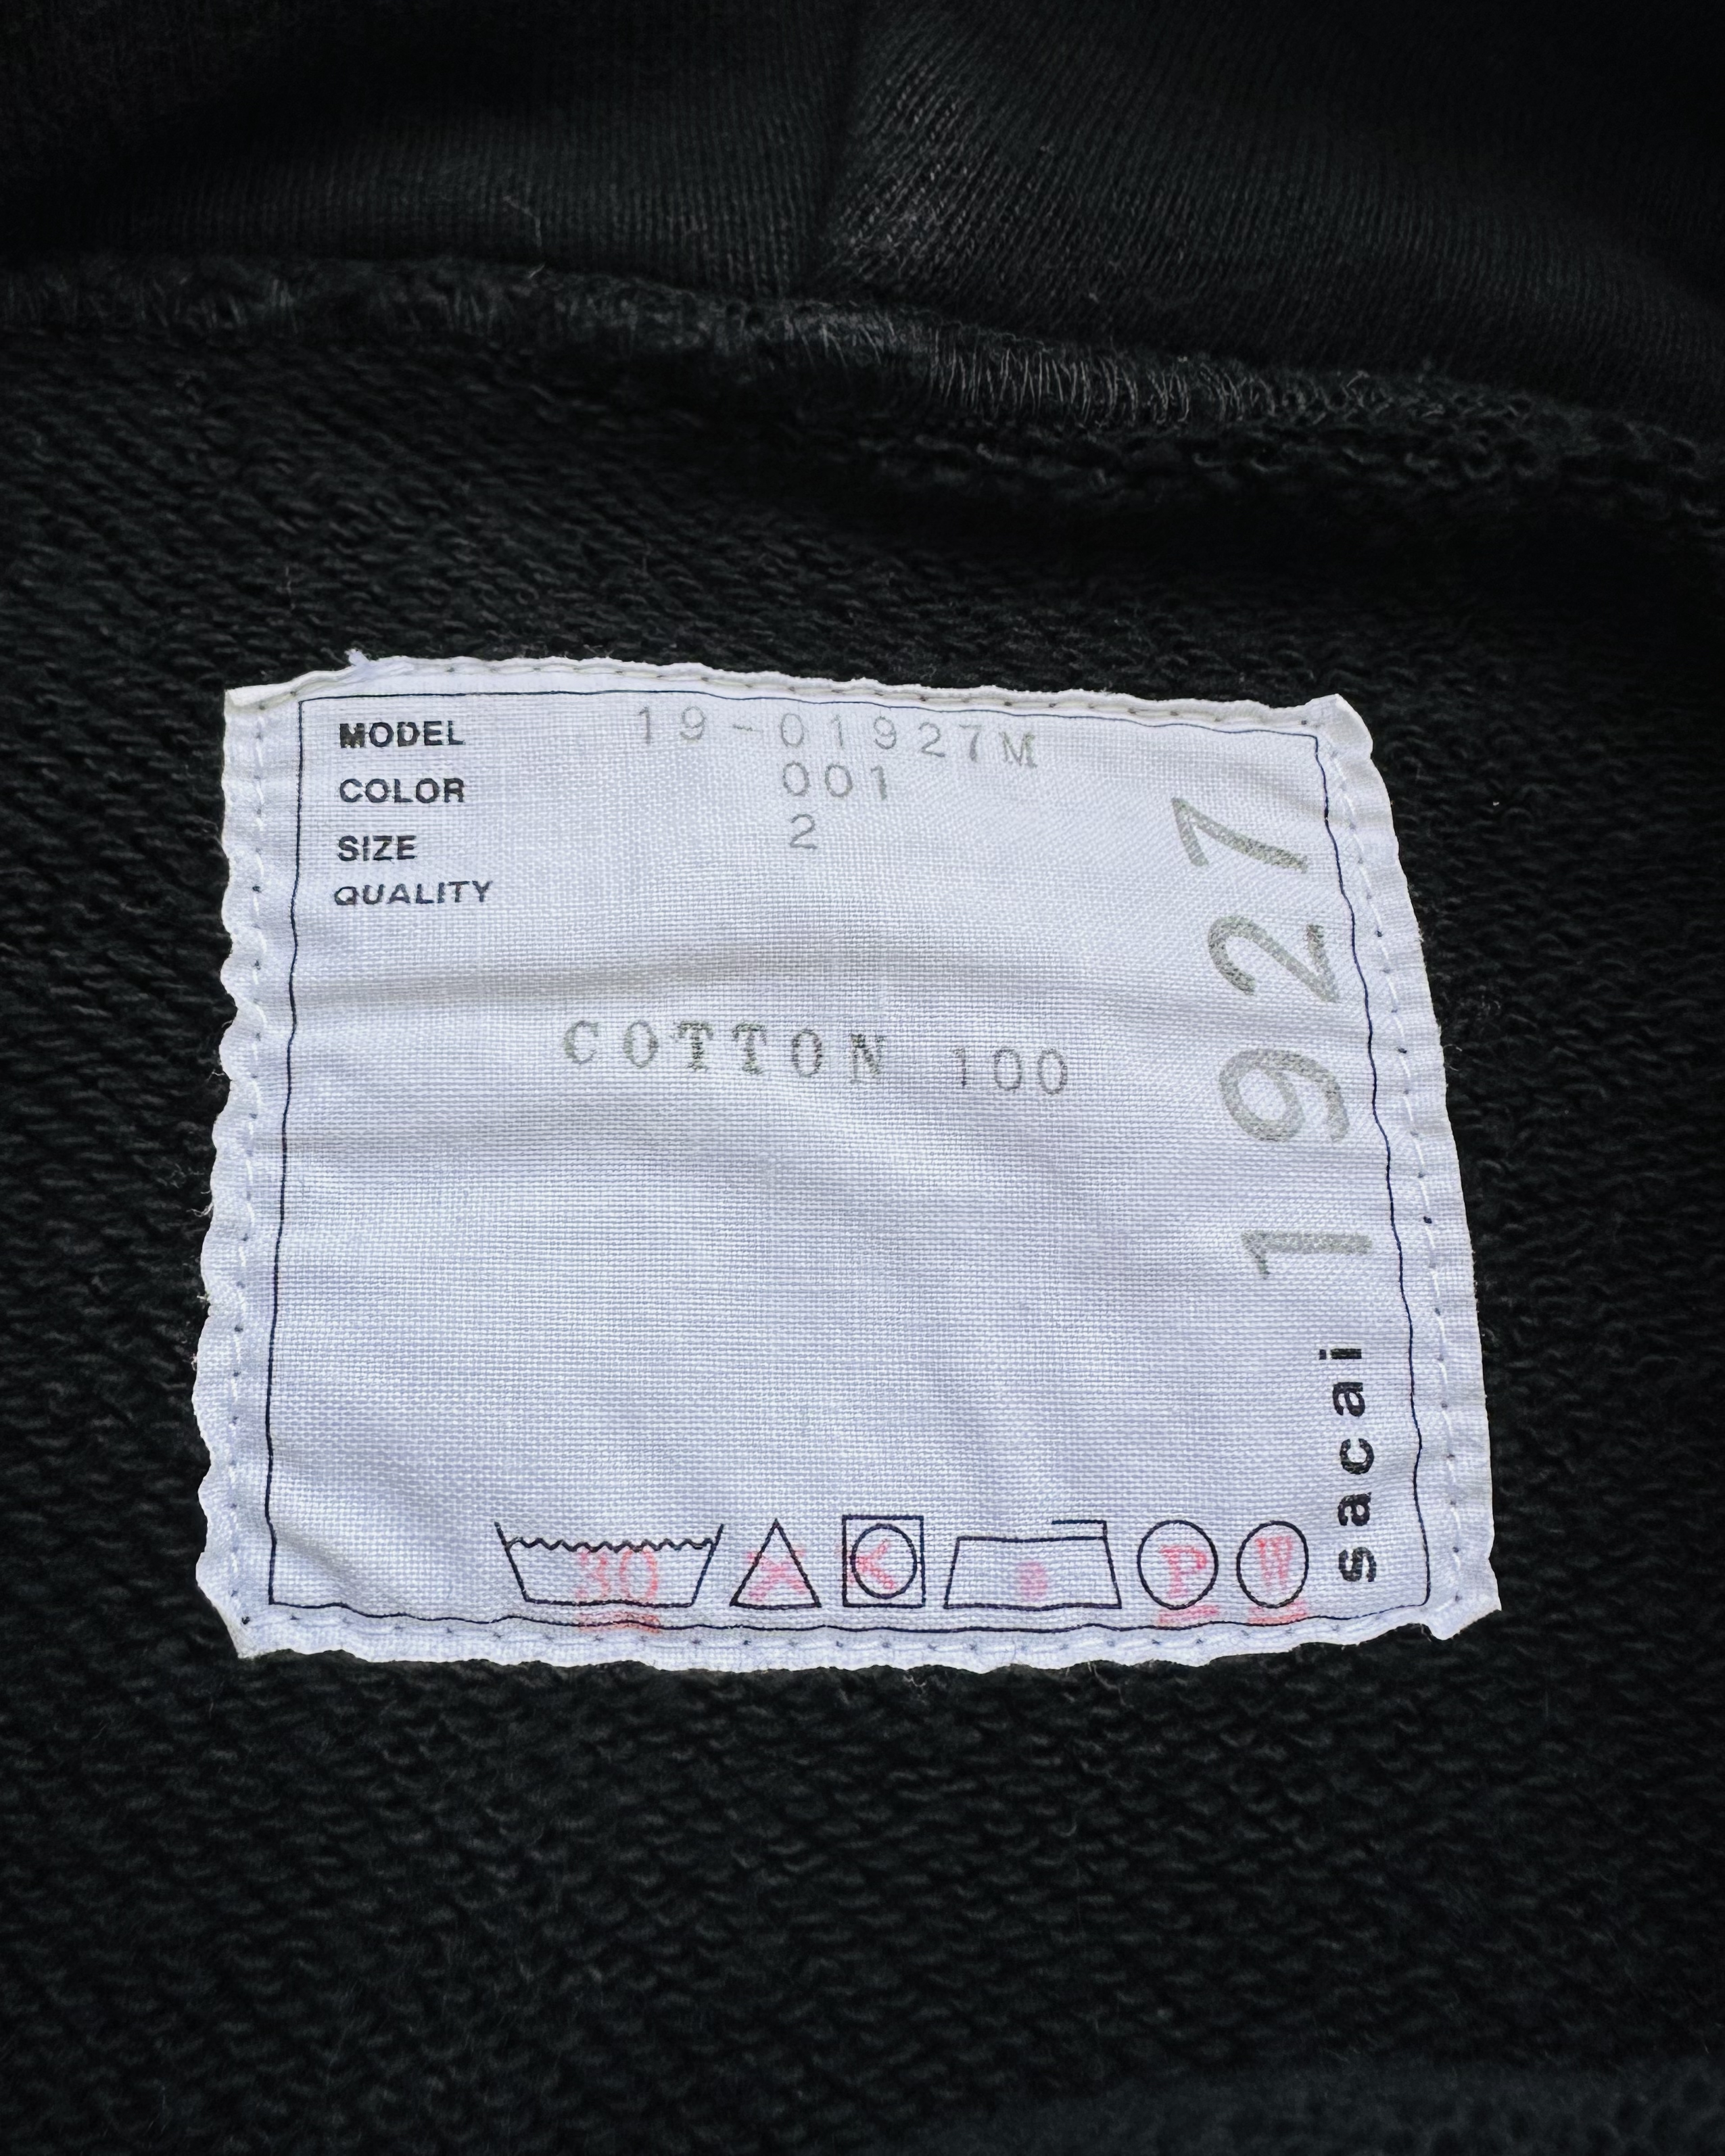 MODEL 19-01927M
COLOR 001
SIZE 2
QUALITY
COTTON 100
1927
sacai
30 X X P W